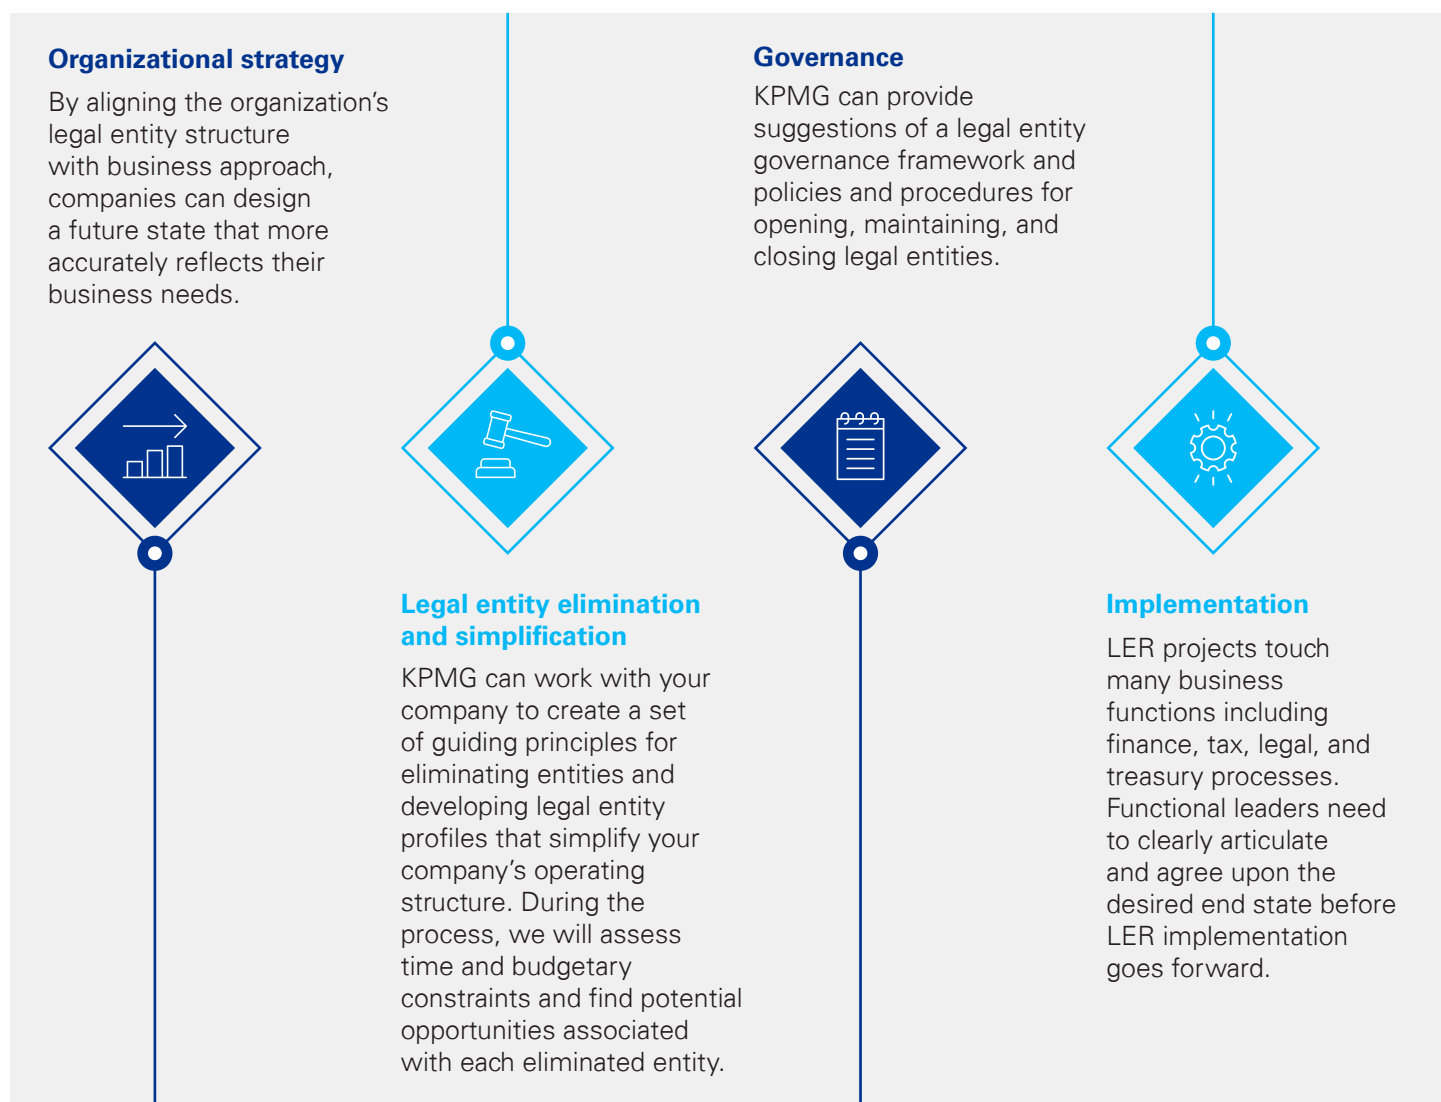 Organizational strategy
By aligning the organization's
legal entity structure
with business approach,
companies can design
a future state that more
accurately reflects their
business needs.
Legal entity elimination
and simplification
KPMG can work with your
company to create a set
of guiding principles for
eliminating entities and
developing legal entity
profiles that simplify your
company's operating
structure. During the
process, we will assess
time and budgetary
constraints and find potential
opportunities associated
with each eliminated entity.
Governance
KPMG can provide
suggestions of a legal entity
governance framework and
policies and procedures for
opening, maintaining, and
closing legal entities.
Implementation
LER projects touch
many business
functions including
finance, tax, legal, and
treasury processes.
Functional leaders need
to clearly articulate
and agree upon the
desired end state before
LER implementation
goes forward.